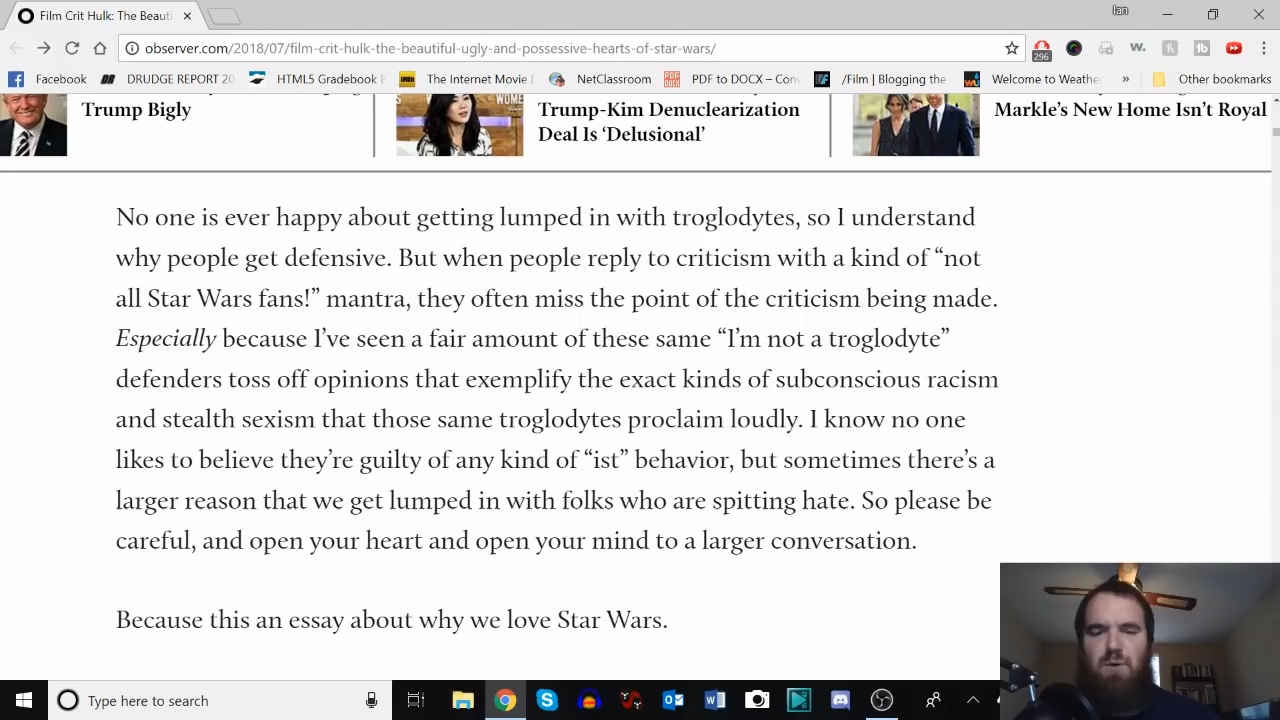 Film Crit Hulk: The Beauti
Ian
observer.com/2018/07/film-crit-hulk-the-beautiful-ugly-and-possessive-hearts-of-star-wars/
296
w.
Facebook
DRUDGE REPORT 20
HTML5 Gradebook
The Internet Movie
NetClassroom
PDF to DOCX – Con
/Film | Blogging the
Welcome to Weathe
»
Other bookmarks
Trump Bigly
Trump-Kim Denuclearization
Deal Is ‘Delusional’
Markle’s New Home Isn’t Royal
No one is ever happy about getting lumped in with troglodytes, so I understand
why people get defensive. But when people reply to criticism with a kind of “not
all Star Wars fans!” mantra, they often miss the point of the criticism being made.
Especially because I’ve seen a fair amount of these same “I’m not a troglodyte”
defenders toss off opinions that exemplify the exact kinds of subconscious racism
and stealth sexism that those same troglodytes proclaim loudly. I know no one
likes to believe they’re guilty of any kind of “ist” behavior, but sometimes there’s a
larger reason that we get lumped in with folks who are spitting hate. So please be
careful, and open your heart and open your mind to a larger conversation.
Because this an essay about why we love Star Wars.
Type here to search